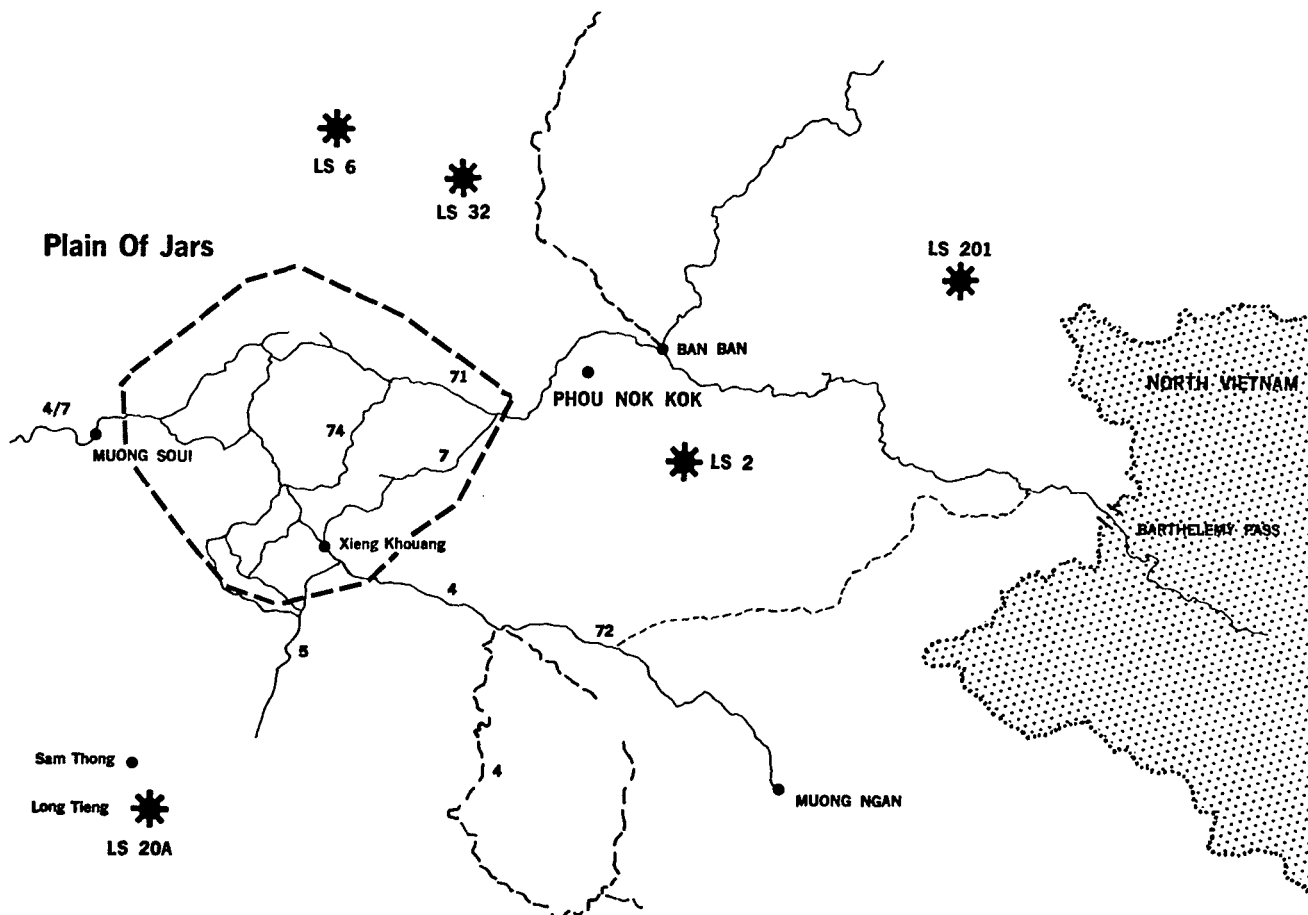 LS 6
LS 32
Plain Of Jars
LS 201
BAN BAN
71
PHOU NOK KOK
NORTH VIETNAM
4/7
MUONG SOUI
74
7
LS 2
BARTHELEMY PASS
Xieng Khouang
4
72
5
Sam Thong
4
Long Tieng
MUONG NGAN
LS 20A